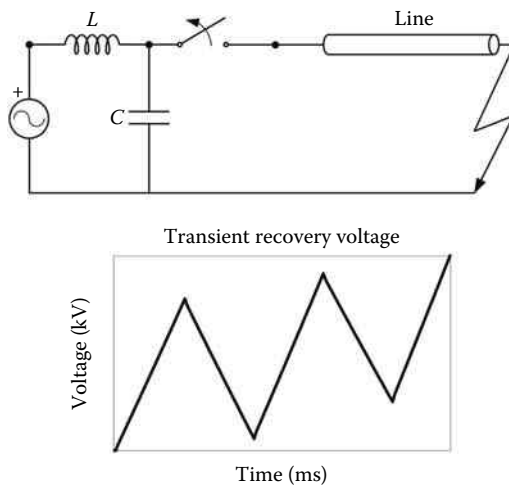 L
Line
+
C
Transient recovery voltage
Voltage (kV)
Time (ms)